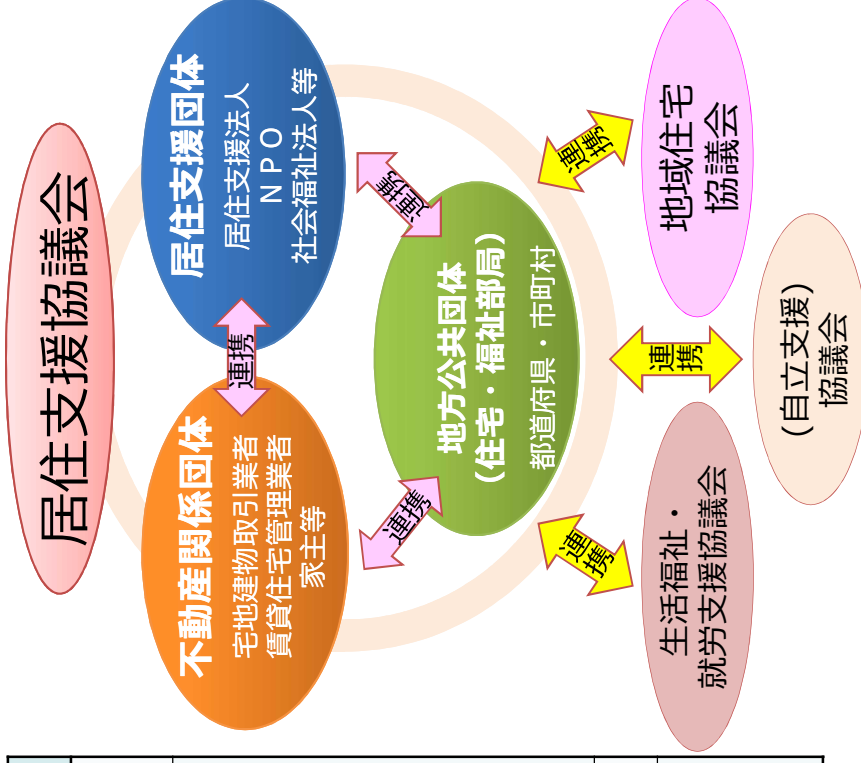 居住支援協議会
不動産関係団体
宅地建物取引業者
賃貸住宅管理業者
家主等
連携
居住支援団体
居住支援法人
ＮＰＯ
社会福祉法人等
連携
連携
地方公共団体
(住宅・福祉部局)
都道府県・市町村
連携
連携
連携
生活福祉・
就労支援協議会
(自立支援)
協議会
地域住宅
協議会